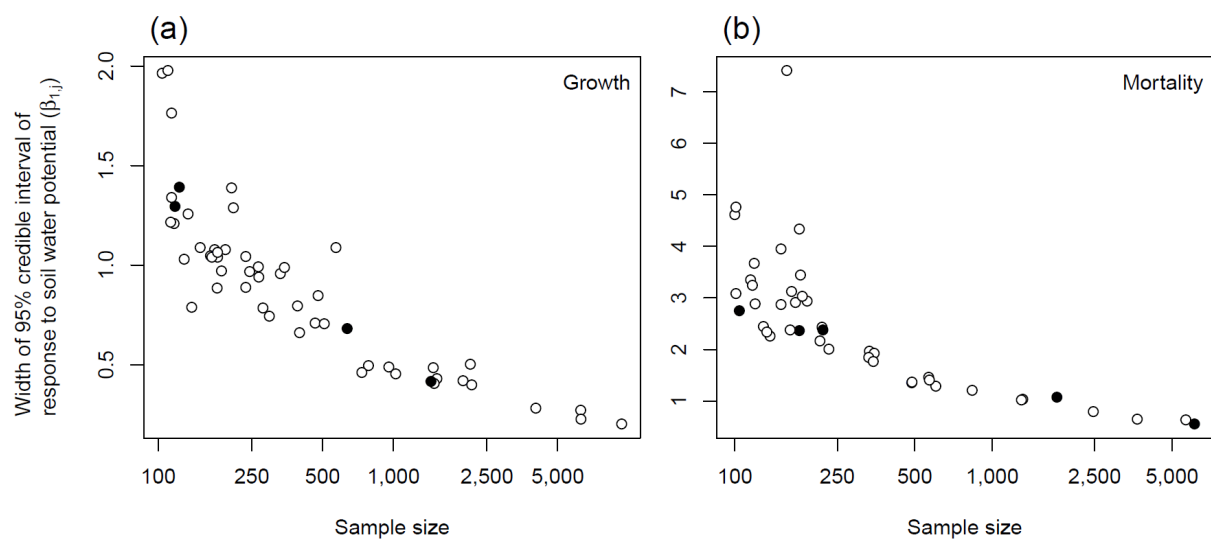 (a)
(b)
Width of 95% credible interval of
response to soil water potential (β1,j)
Growth
Mortality
2.0
1.5
1.0
0.5
7
6
5
4
3
2
1
100 250 500 1,000 2,500 5,000
100 250 500 1,000 2,500 5,000
Sample size
Sample size